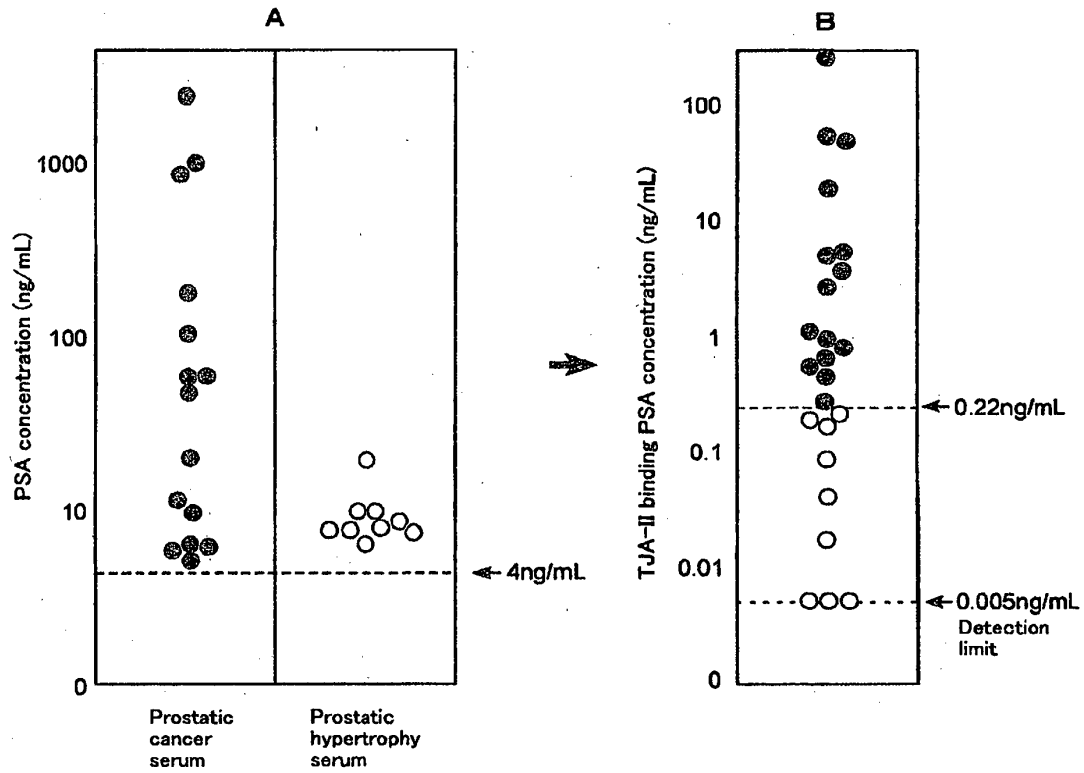 A
PSA concentration (ng/mL)
1000
100
10
0
4ng/mL
Prostatic
cancer
serum
Prostatic
hypertrophy
serum
B
TJA-II binding PSA concentration (ng/mL)
100
10
1
0.1
0.01
0
0.22ng/mL
0.005ng/mL
Detection
limit